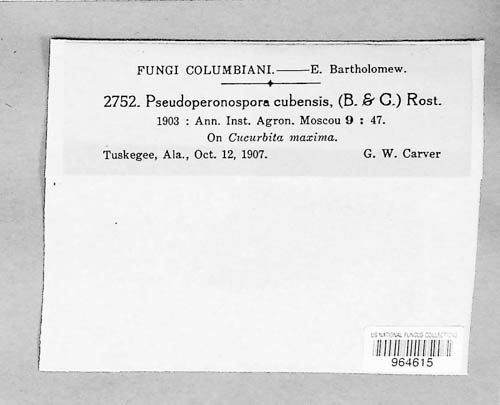 FUNGI COLUMBIANI.——E. Bartholomew.
2752. Pseudoperonospora cubensis, (B. & C.) Rost.
1903 : Ann. Inst. Agron. Moscou 9 : 47.
On Cucurbita maxima.
Tuskegee, Ala., Oct. 12, 1907. G. W. Carver
US NATIONAL FUNGUS COLLECTIONS
964615